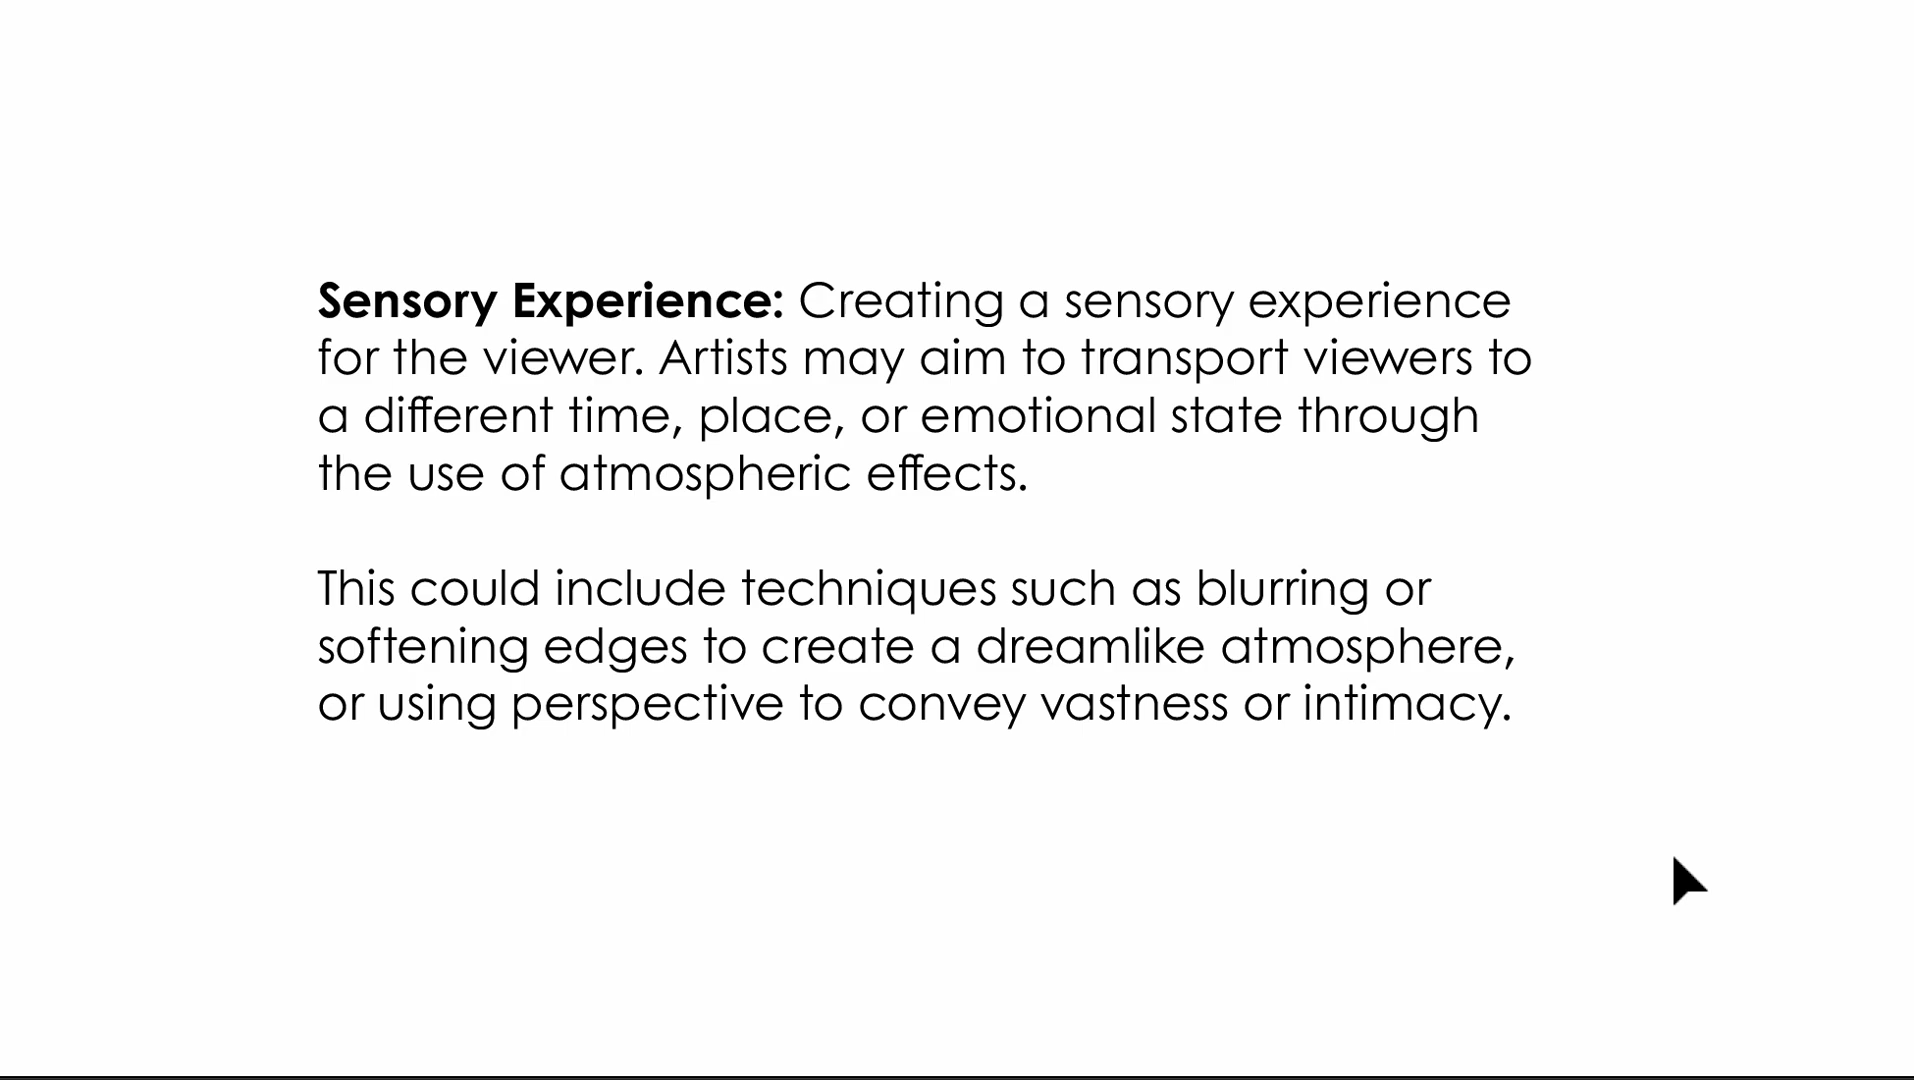 Sensory Experience: Creating a sensory experience
for the viewer. Artists may aim to transport viewers to
a different time, place, or emotional state through
the use of atmospheric effects.
This could include techniques such as blurring or
softening edges to create a dreamlike atmosphere,
or using perspective to convey vastness or intimacy.